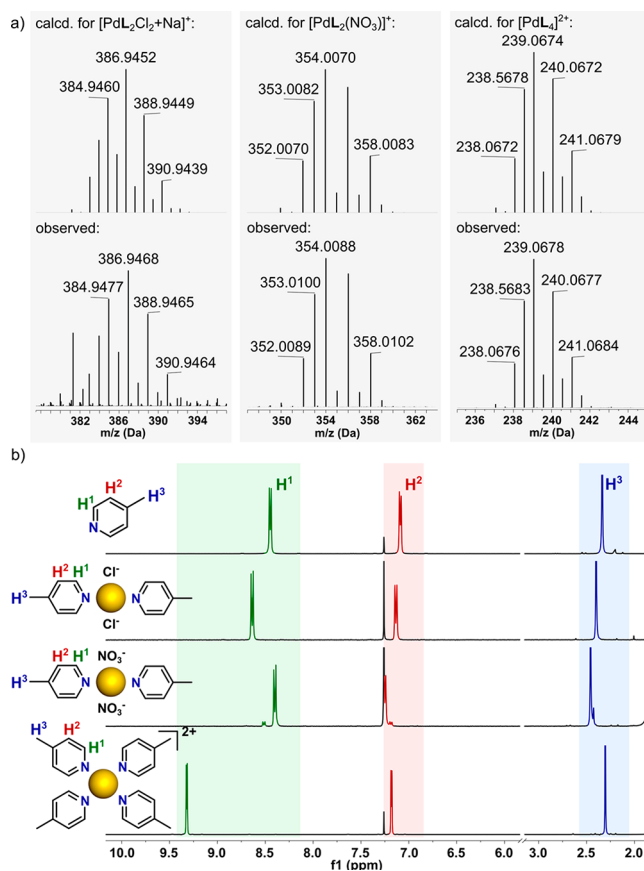 a)
calcd. for [PdL₂Cl₂+Na]⁺:
386.9452
384.9460
388.9449
390.9439
observed:
386.9468
384.9477
388.9465
390.9464
382 386 390 394 398
m/z (Da)
calcd. for [PdL₂(NO₃)]⁺:
354.0070
353.0082
352.0070
358.0083
observed:
354.0088
353.0100
352.0089
358.0102
350 354 358 362
m/z (Da)
calcd. for [PdL₄]²⁺:
239.0674
238.5678
240.0672
238.0672
241.0679
observed:
239.0678
238.5683
240.0677
238.0676
241.0684
236 238 240 242 244
m/z (Da)
b)
H¹ H² H³
H²
H¹
H³
N
H² H¹ Cl⁻
H³ N N
Cl⁻
H² H¹ NO₃⁻
H³ N N
NO₃⁻
H³
H²
H¹ 2+
N N
N N
10.0 9.5 9.0 8.5 8.0 7.5 7.0 6.5 6.0 3.0 2.5 2.0
f1 (ppm)